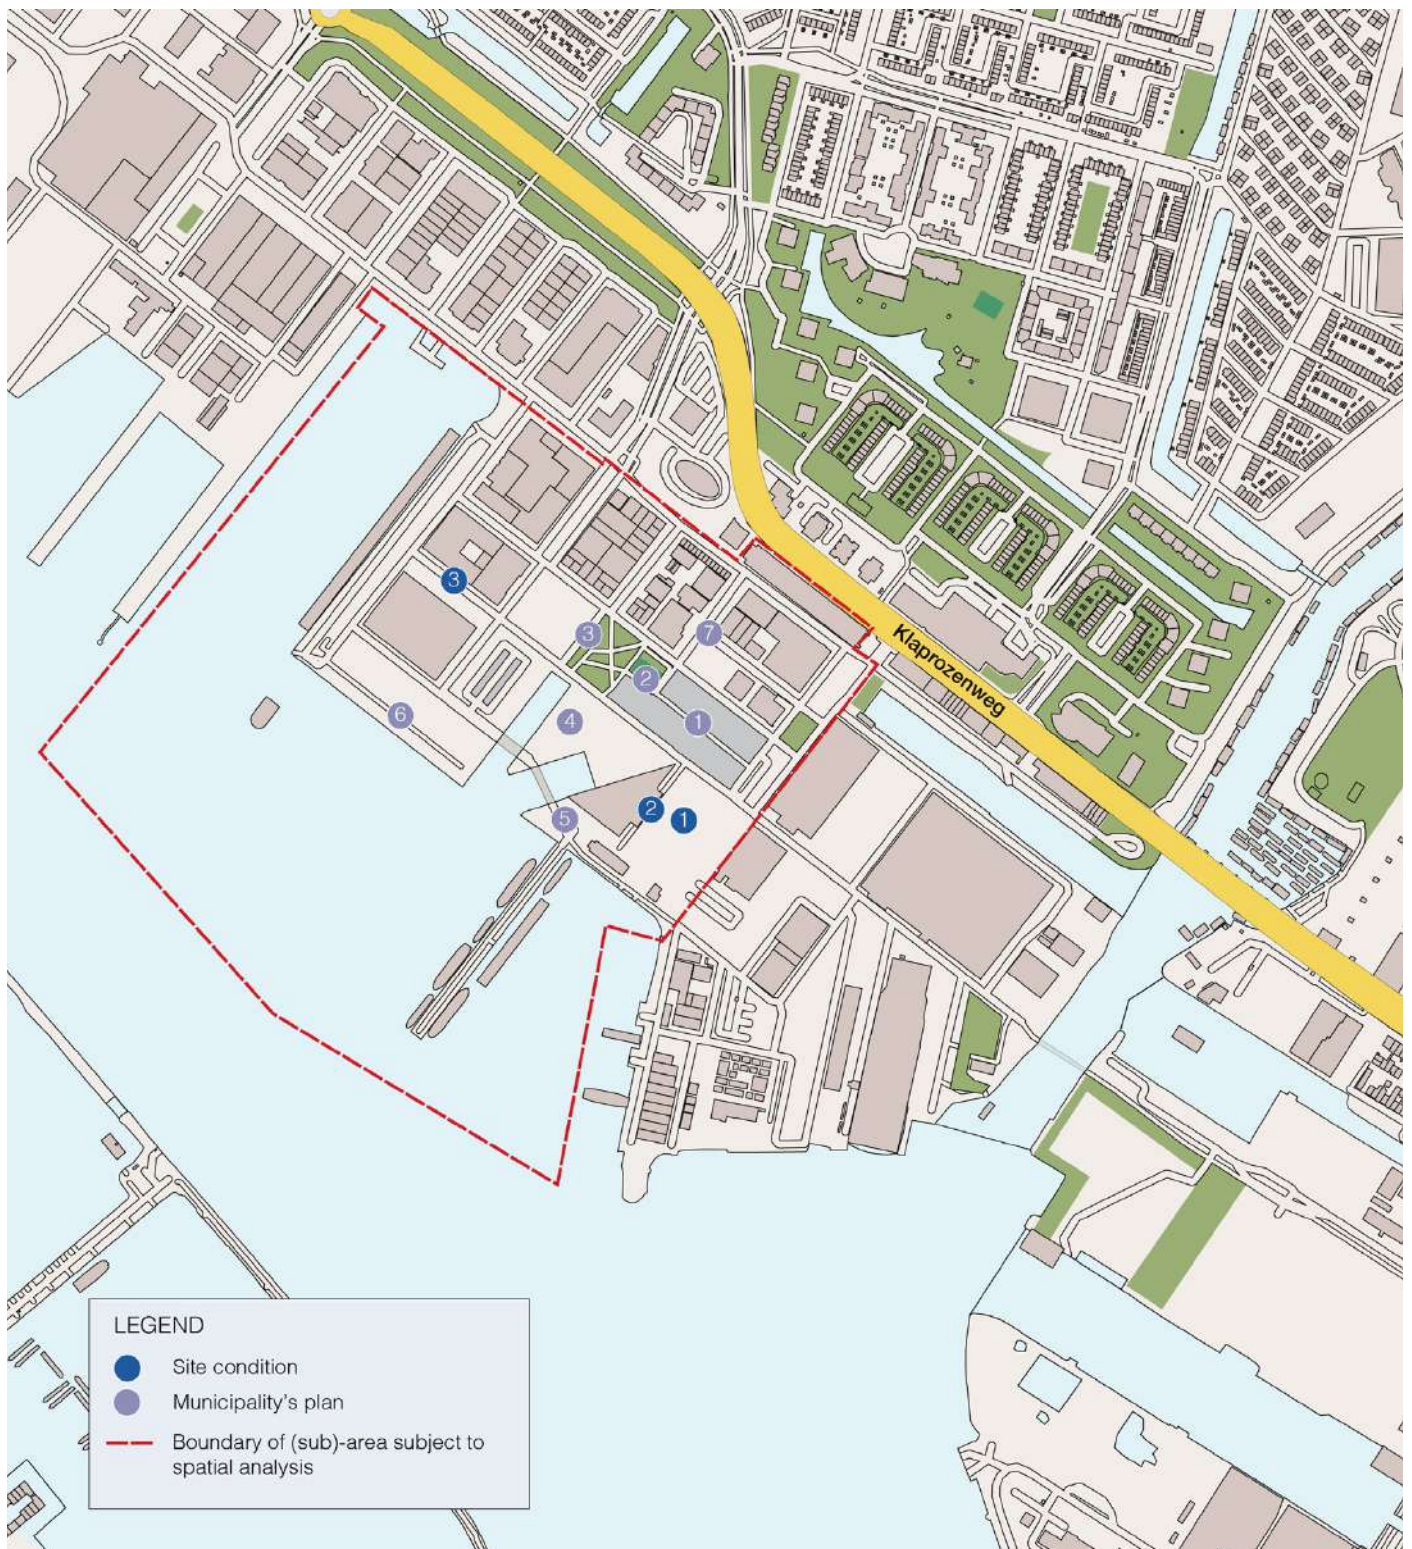 3
3
7
2
6
4
1
2
1
5
Klaprozenweg
LEGEND
Site condition
Municipality's plan
Boundary of (sub)-area subject to
spatial analysis